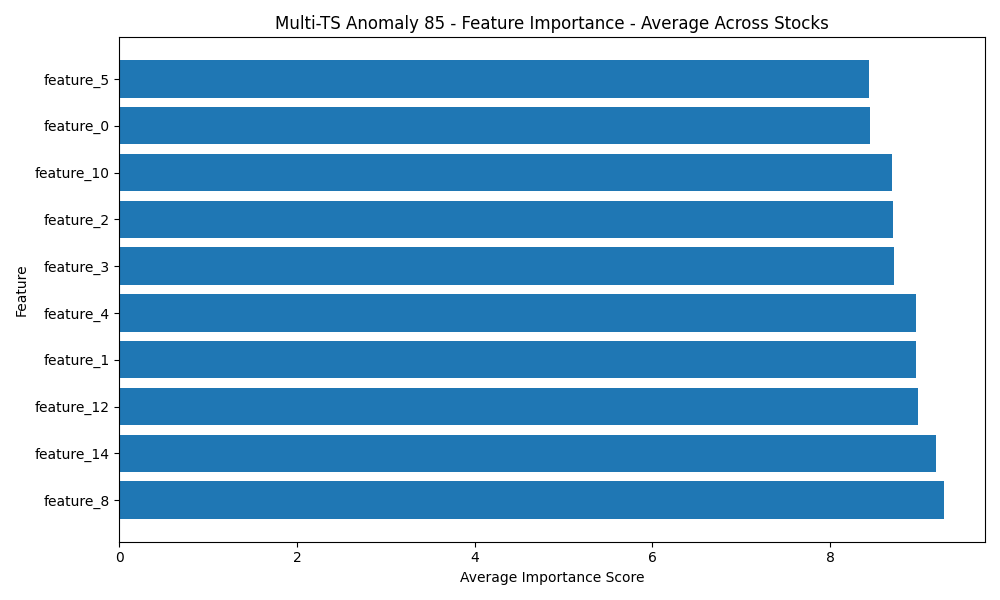 Multi-TS Anomaly 85 - Feature Importance - Average Across Stocks
feature_5
feature_0
feature_10
feature_2
feature_3
feature_4
feature_1
feature_12
feature_14
feature_8
Feature
0 2 4 6 8
Average Importance Score